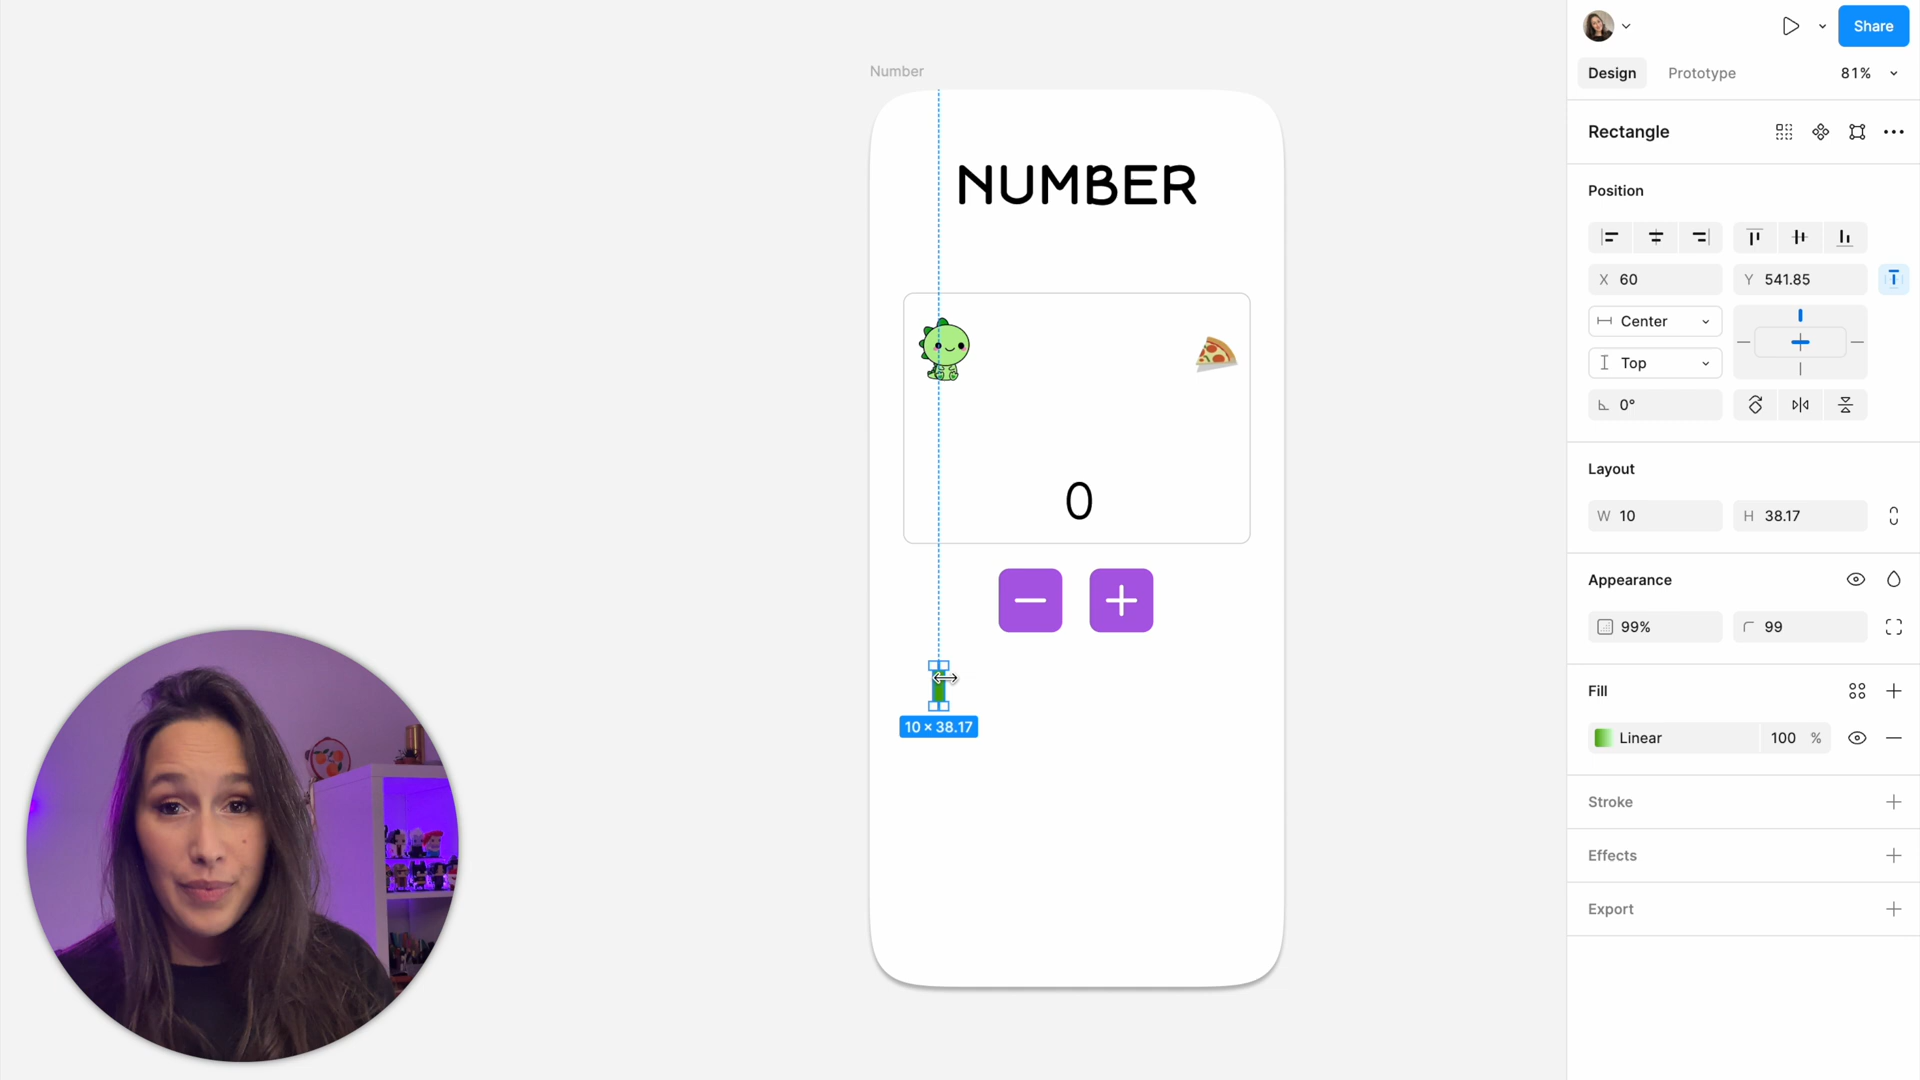 Share
Number
Design
Prototype
81%
Rectangle
NUMBER
Position
X 60
Y 541.85
Center
Top
0°
Layout
0
W 10
H 38.17
Appearance
99%
99
Fill
10 × 38.17
Linear
100 %
Stroke
Effects
Export